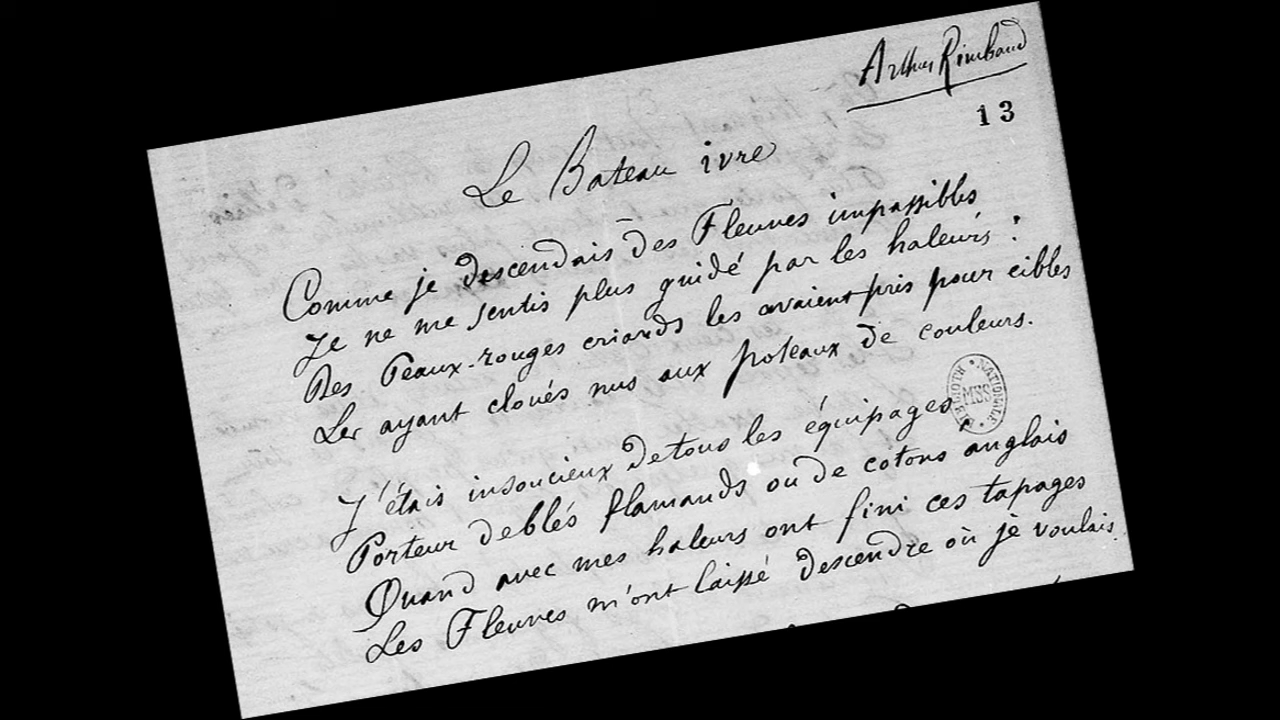 Arthur Rimbaud
13
Le Bateau ivre
Comme je descendais des Fleuves impassibles
Je ne me sentis plus guidé par les haleurs :
Des Peaux-rouges criards les avaient pris pour cibles
Les ayant cloués nus aux poteaux de couleurs.
J'étais insoucieux de tous les équipages,
Porteur de blés flamands ou de cotons anglais
Quand avec mes haleurs ont fini ces tapages
Les Fleuves m'ont laissé descendre où je voulais.
BIBLIOTH • NATIONALE •
MSS